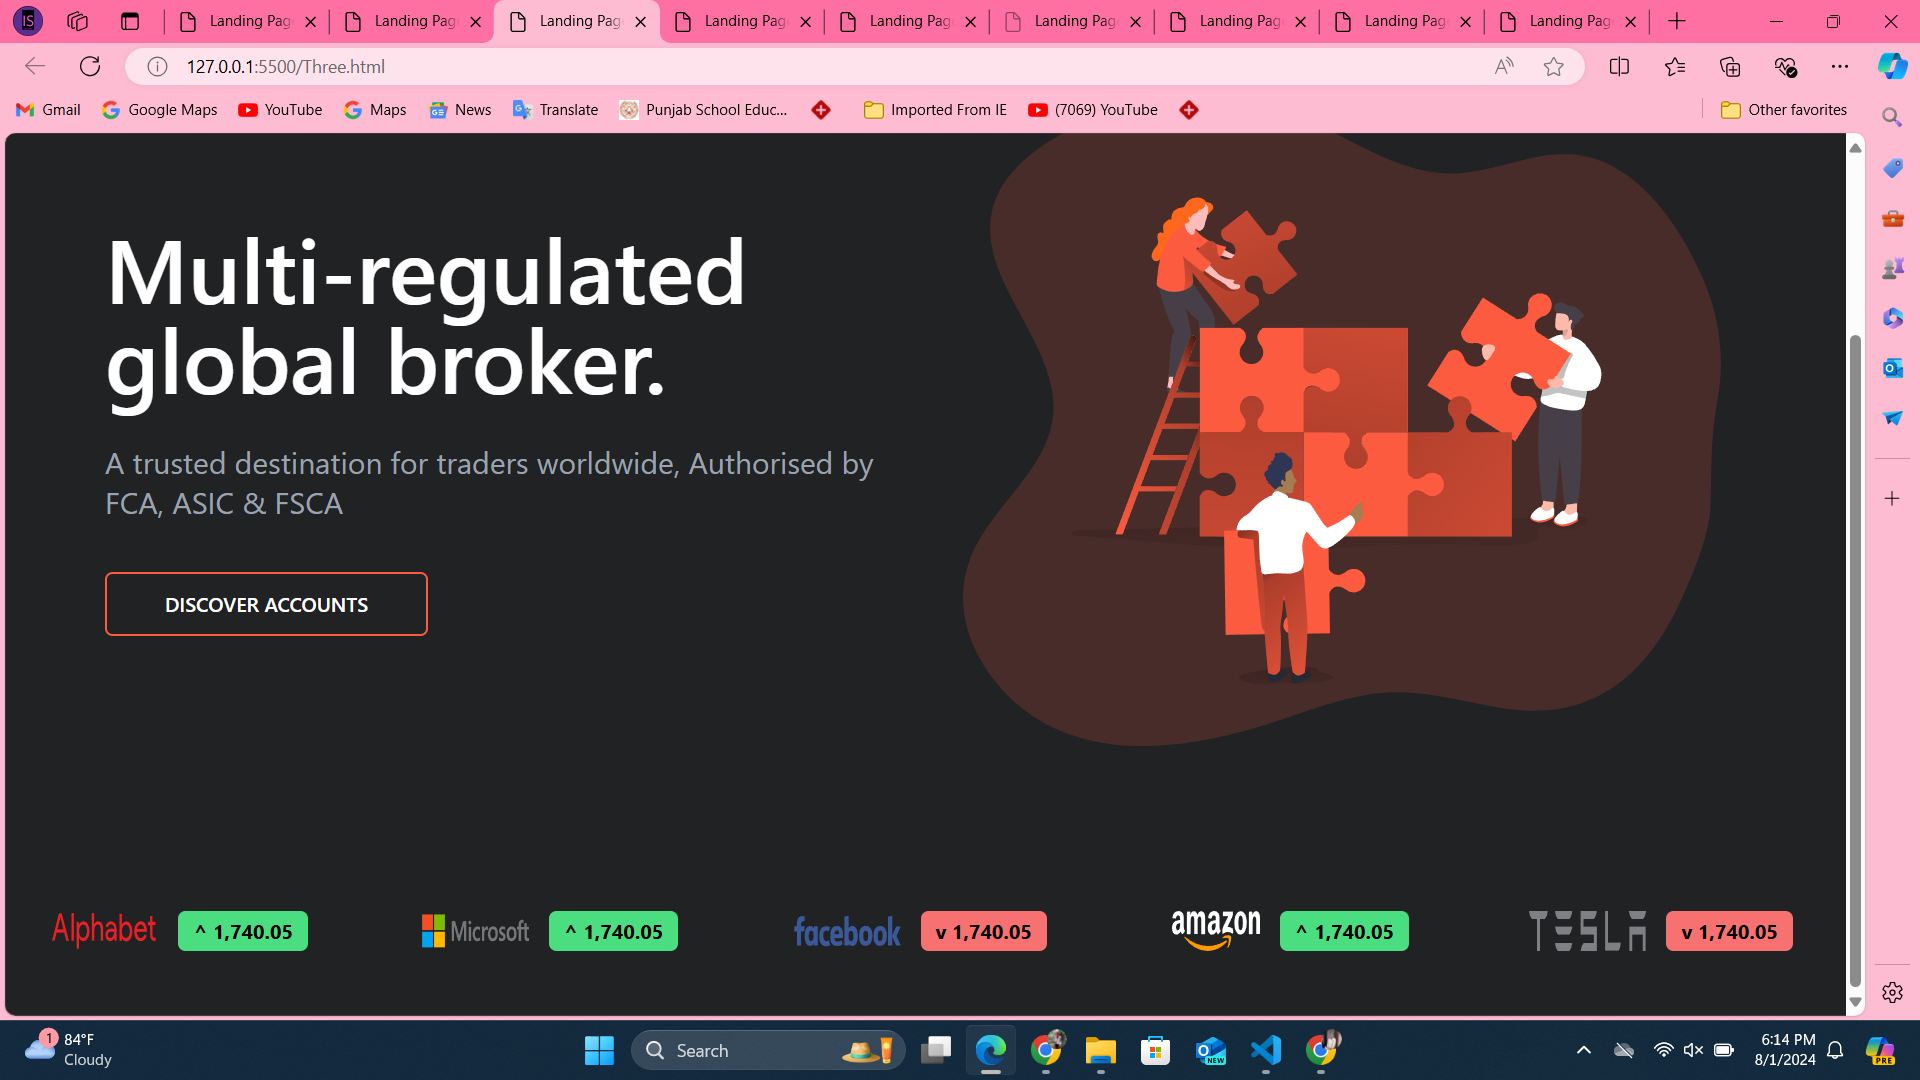 IS
Landing Pag
Landing Pag
Landing Pag
Landing Pag
Landing Pag
Landing Pag
Landing Pag
Landing Pag
Landing Pag
127.0.0.1:5500/Three.html
Gmail
Google Maps
YouTube
Maps
News
Translate
Punjab School Educ...
Imported From IE
(7069) YouTube
Other favorites
Multi-regulated
global broker.
A trusted destination for traders worldwide, Authorised by
FCA, ASIC & FSCA
DISCOVER ACCOUNTS
Alphabet
^ 1,740.05
Microsoft
^ 1,740.05
facebook
v 1,740.05
amazon
^ 1,740.05
TESLA
v 1,740.05
1
84°F
Cloudy
Search
NEW
6:14 PM
8/1/2024
PRE